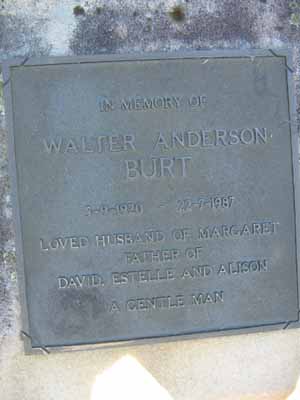 IN MEMORY OF
WALTER ANDERSON
BURT
3-9-1920 - 22-7-1987
LOVED HUSBAND OF MARGARET
FATHER OF
DAVID, ESTELLE AND ALISON
A GENTLE MAN